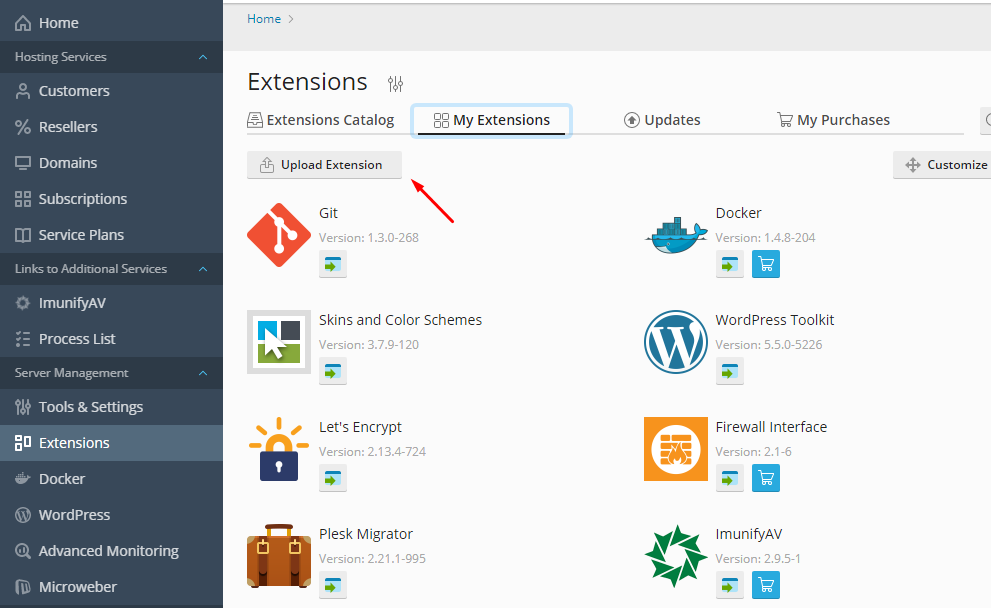 Home
Hosting Services
Customers
Resellers
Domains
Subscriptions
Service Plans
Links to Additional Services
ImunifyAV
Process List
Server Management
Tools & Settings
Extensions
Docker
WordPress
Advanced Monitoring
Microweber
Home
Extensions
Extensions Catalog My Extensions Updates My Purchases
Upload Extension Customize
Git Docker
Version: 1.3.0-268 Version: 1.4.8-204
Skins and Color Schemes WordPress Toolkit
Version: 3.7.9-120 Version: 5.5.0-5226
Let's Encrypt Firewall Interface
Version: 2.13.4-724 Version: 2.1-6
Plesk Migrator ImunifyAV
Version: 2.21.1-995 Version: 2.9.5-1